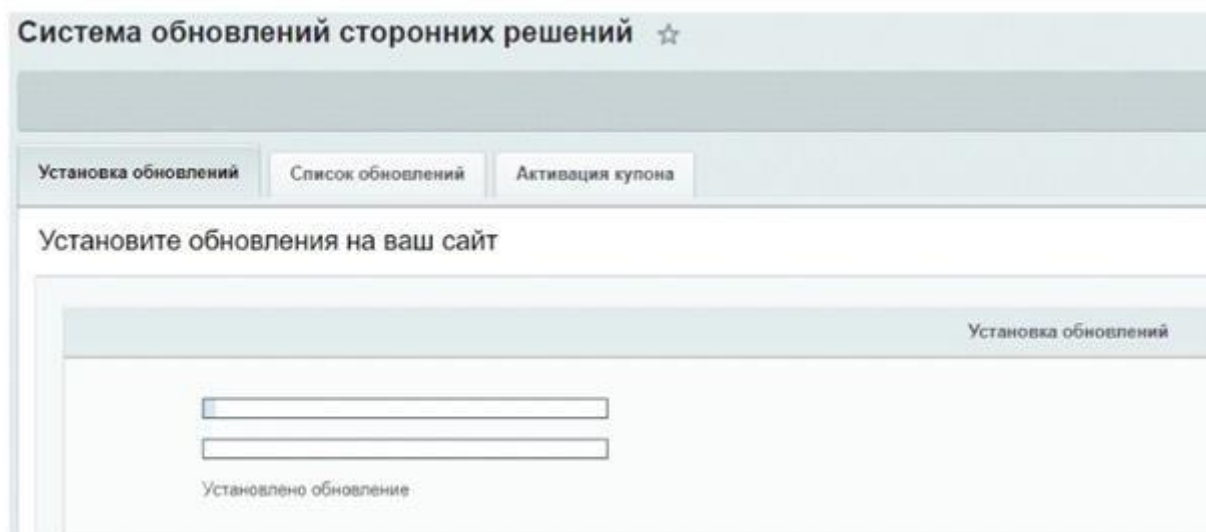 Система обновлений сторонних решений
Установка обновлений
Список обновлений
Активация купона
Установите обновления на ваш сайт
Установка обновлений
Установлено обновление